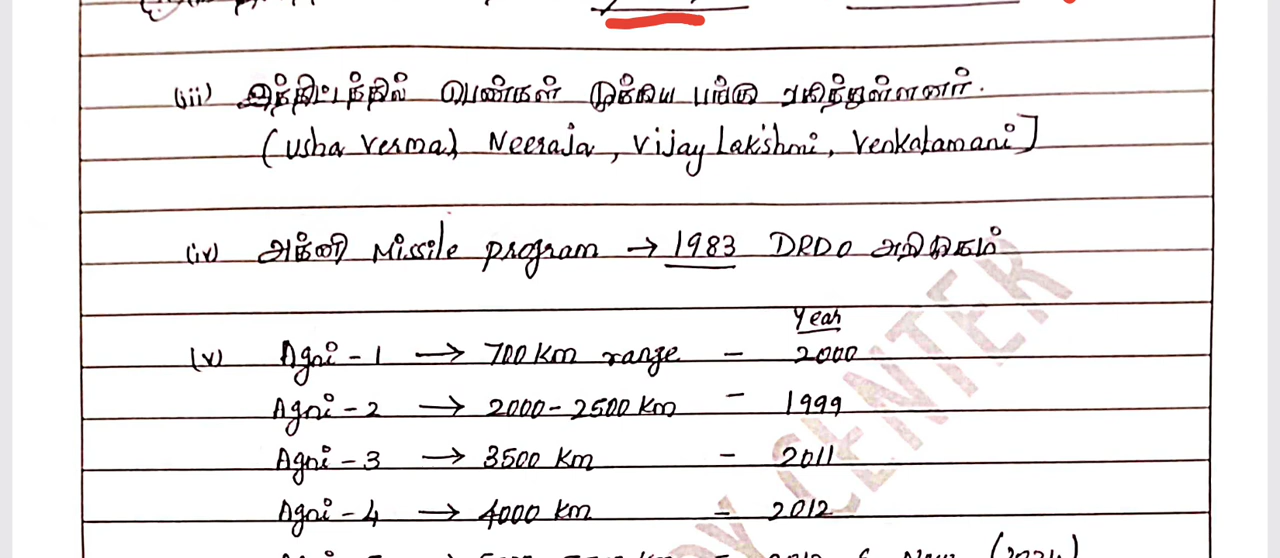 (iii) இத்திட்டத்தில் பெண்கள் முக்கிய பங்கு வகித்துள்ளனர்.
(usha verma) Neeraja, Vijay Lakshmi, Venkatamani]
(iv) அக்னி Missile program → 1983 DRDO அறிமுகம்
Year
(v) Agni - 1 → 700 Km range - 2000
Agni - 2 → 2000 - 2500 Km - 1999
Agni - 3 → 3500 Km - 2011
Agni - 4 → 4000 Km - 2012
CENTER